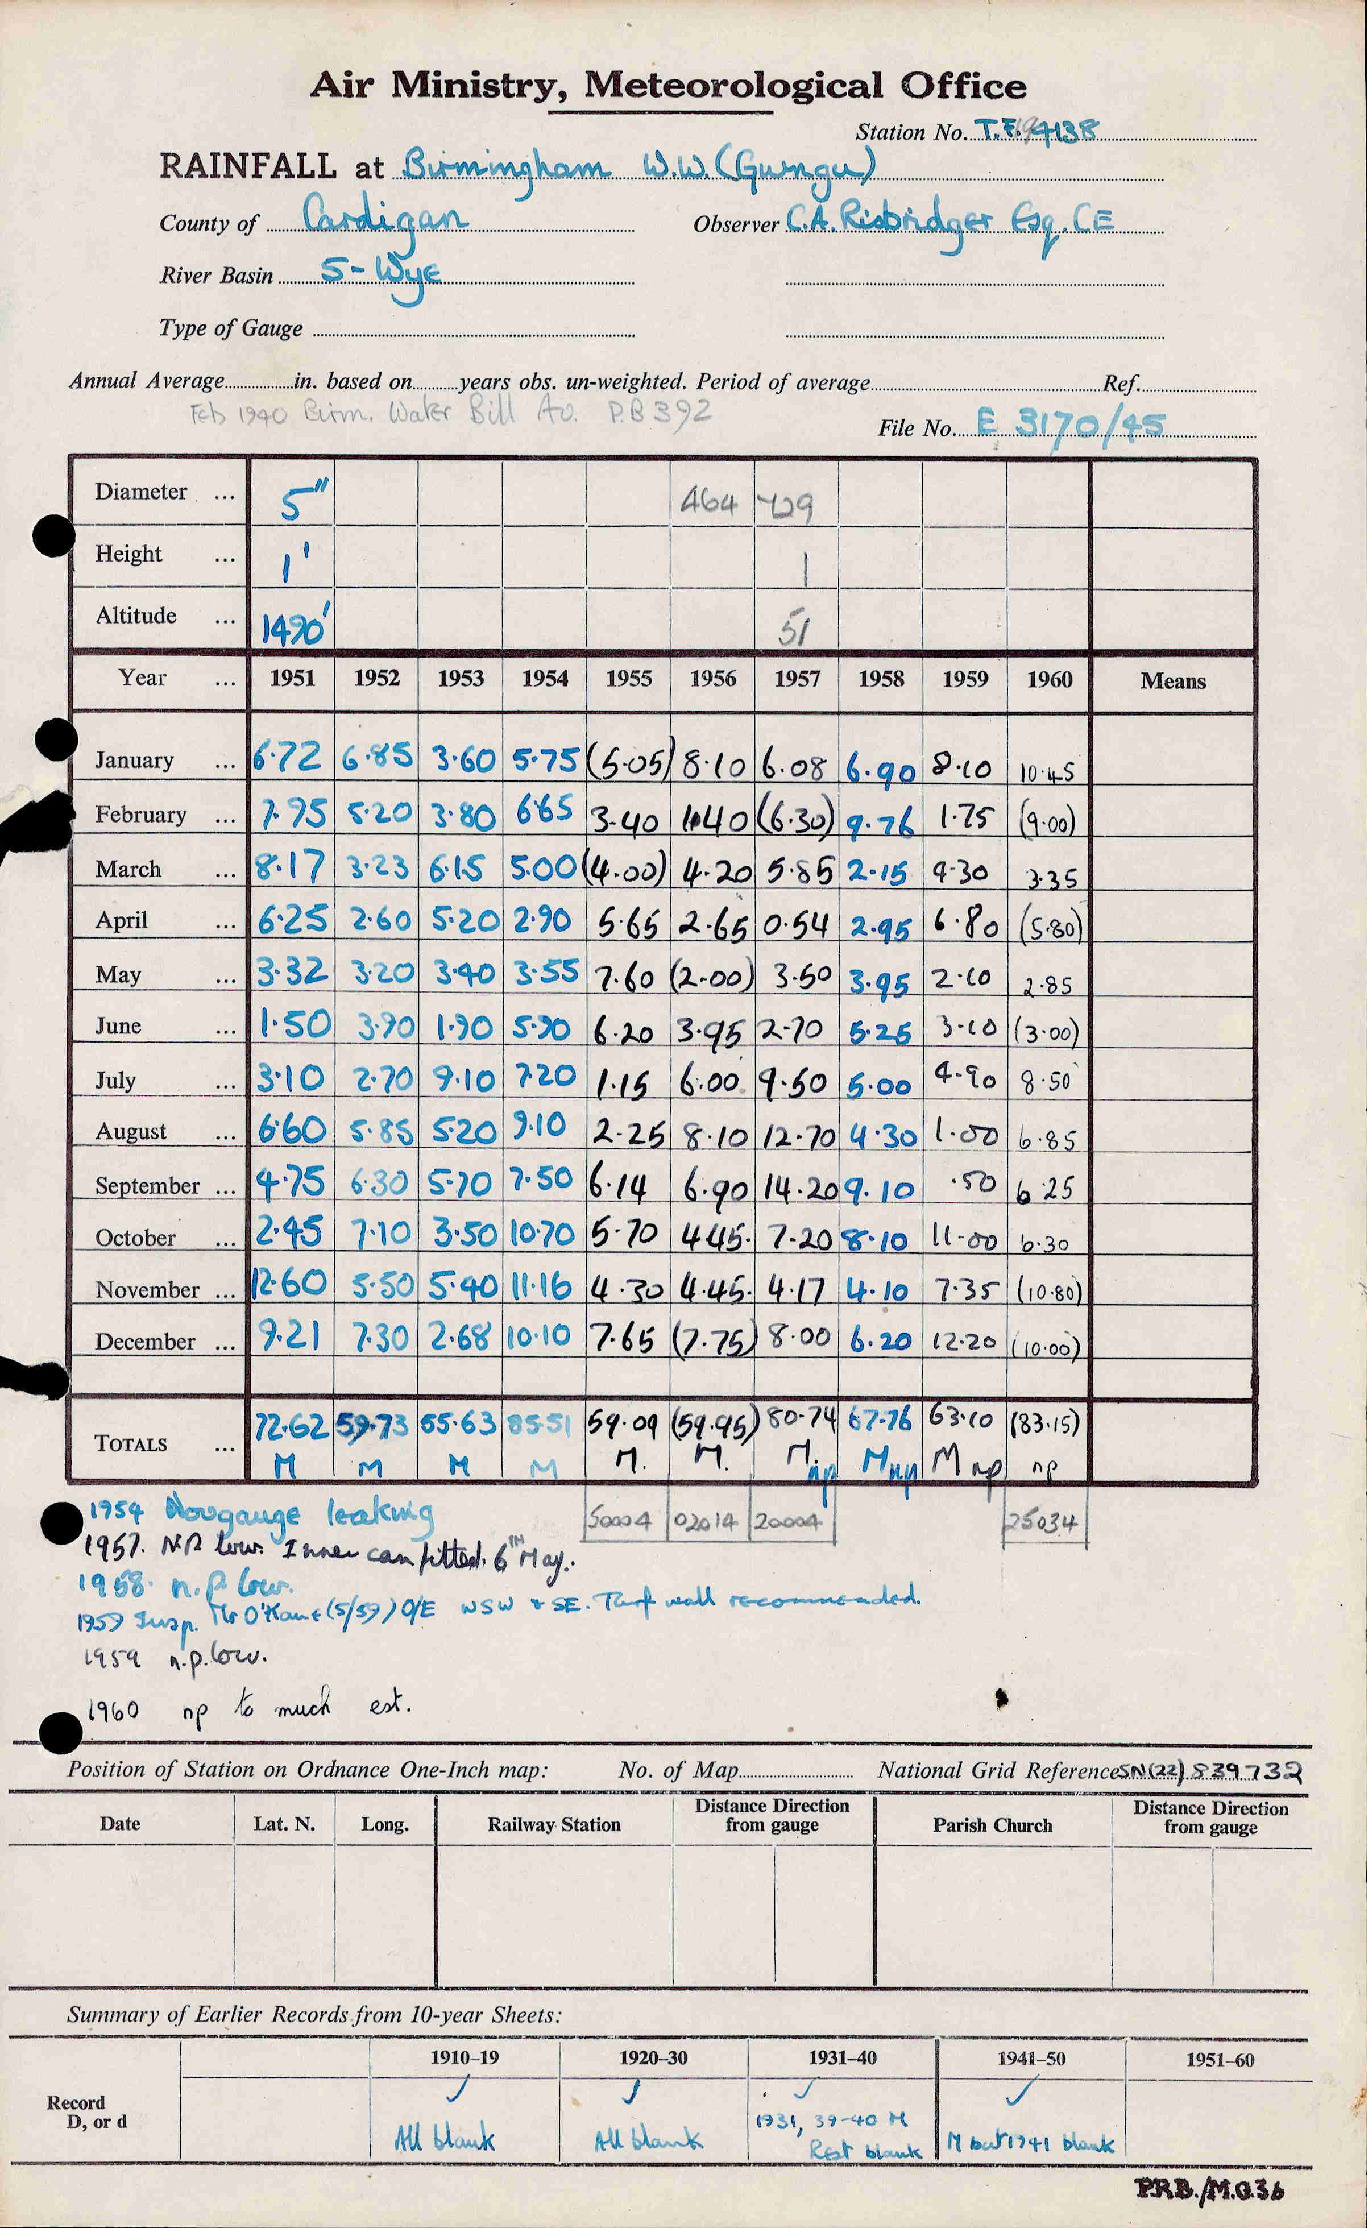 Air Ministry, Meteorological Office
Station No. T.F. 4138
RAINFALL at Birmingham W.W. (Gwngu)
County of Cardigan Observer C.A. Risbridger Esq. CE
River Basin 5 - Wye
Type of Gauge
Annual Average in. based on years obs. un-weighted. Period of average Ref.
Feb 1940 Birm. Water Bill Av. P.B 392
File No. E 3170/45
Diameter ... 5" 464 729
Height ... 1' 1
Altitude ... 1490' 51
Year ... 1951 1952 1953 1954 1955 1956 1957 1958 1959 1960 Means
January ... 6.72 6.85 3.60 5.75 (5.05) 8.10 6.08 6.90 8.10 10.45
February ... 7.95 5.20 3.80 6.65 3.40 1.40 (6.30) 9.76 1.75 (9.00)
March ... 8.17 3.23 6.15 5.00 (4.00) 4.20 5.85 2.15 4.30 3.35
April ... 6.25 2.60 5.20 2.90 5.65 2.65 0.54 2.95 6.80 (5.80)
May ... 3.32 3.20 3.40 3.55 7.60 (2.00) 3.50 3.95 2.10 2.85
June ... 1.50 3.90 1.90 5.90 6.20 3.95 2.70 5.25 3.10 (3.00)
July ... 3.10 2.70 9.10 7.20 1.15 6.00 9.50 5.00 4.90 8.50
August ... 6.60 5.85 5.20 9.10 2.25 8.10 12.70 4.30 1.00 6.85
September ... 4.75 6.30 5.70 7.50 6.14 6.90 14.20 9.10 .50 6.25
October ... 2.45 7.10 3.50 10.70 5.70 4.45 7.20 8.10 11.00 6.30
November ... 12.60 5.50 5.40 11.16 4.30 4.45 4.17 4.10 7.35 (10.80)
December ... 9.21 7.30 2.68 10.10 7.65 (7.75) 8.00 6.20 12.20 (10.00)
TOTALS ... 72.62 59.73 55.63 85.51 59.09 (59.95) 80.74 67.76 63.10 (83.15)
M M M M M. M. M. np M np M np np
1954 gauge leaking 50004 02014 20004 25034
1957. NP low. Inner can fitted. 6TH May.
1958. n.p low.
1959 Insp. Mr O'Kane (5/59) O/E WSW & SE. Turf wall recommended.
1959 n.p. low.
1960 np to much est.
Position of Station on Ordnance One-Inch map: No. of Map National Grid Reference SN(22) 839732
Date Lat. N. Long. Railway Station Distance Direction from gauge Parish Church Distance Direction from gauge
Summary of Earlier Records from 10-year Sheets:
1910–19 1920–30 1931–40 1941–50 1951–60
Record D, or d
✓ ✓ ✓ ✓
All blank All blank 1931, 39-40 M Rest blank M but 1941 blank
P.R.B./M.O.36